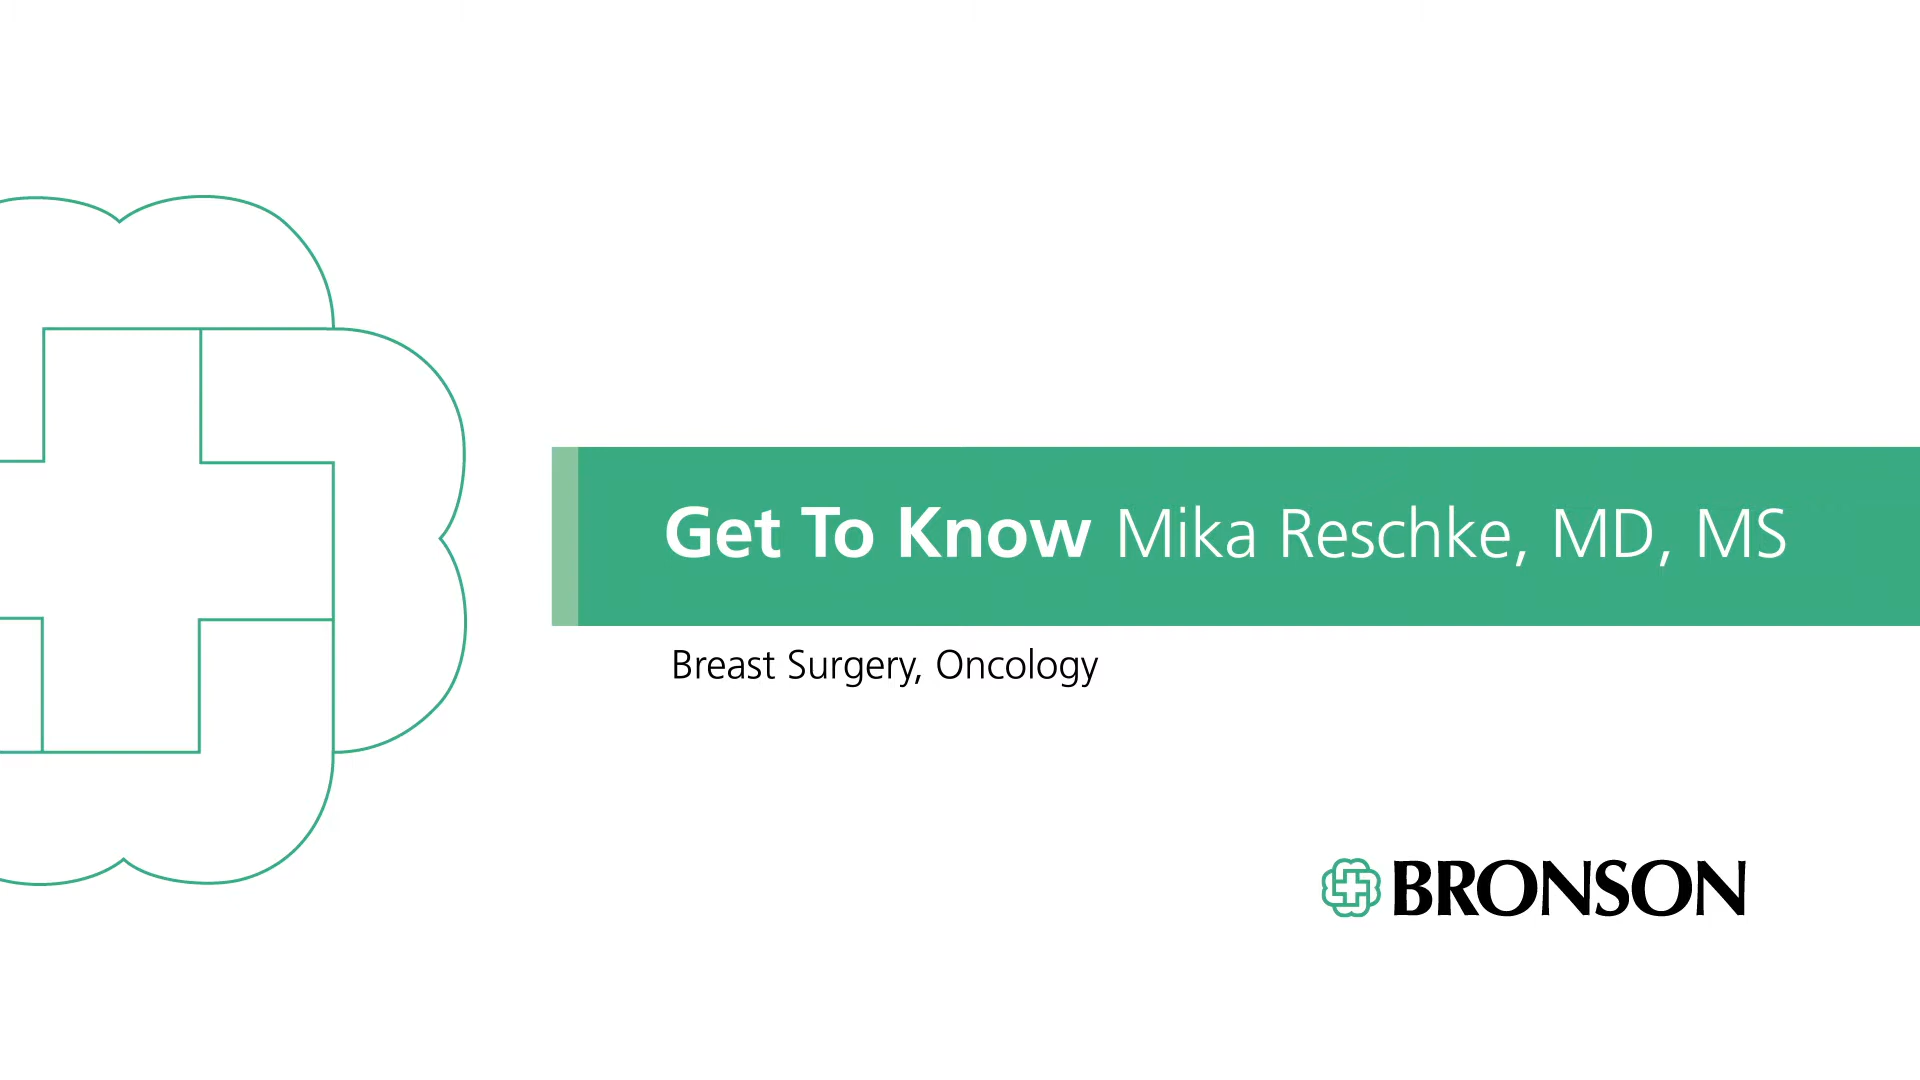 Get To Know Mika Reschke, MD, MS
Breast Surgery, Oncology
BRONSON